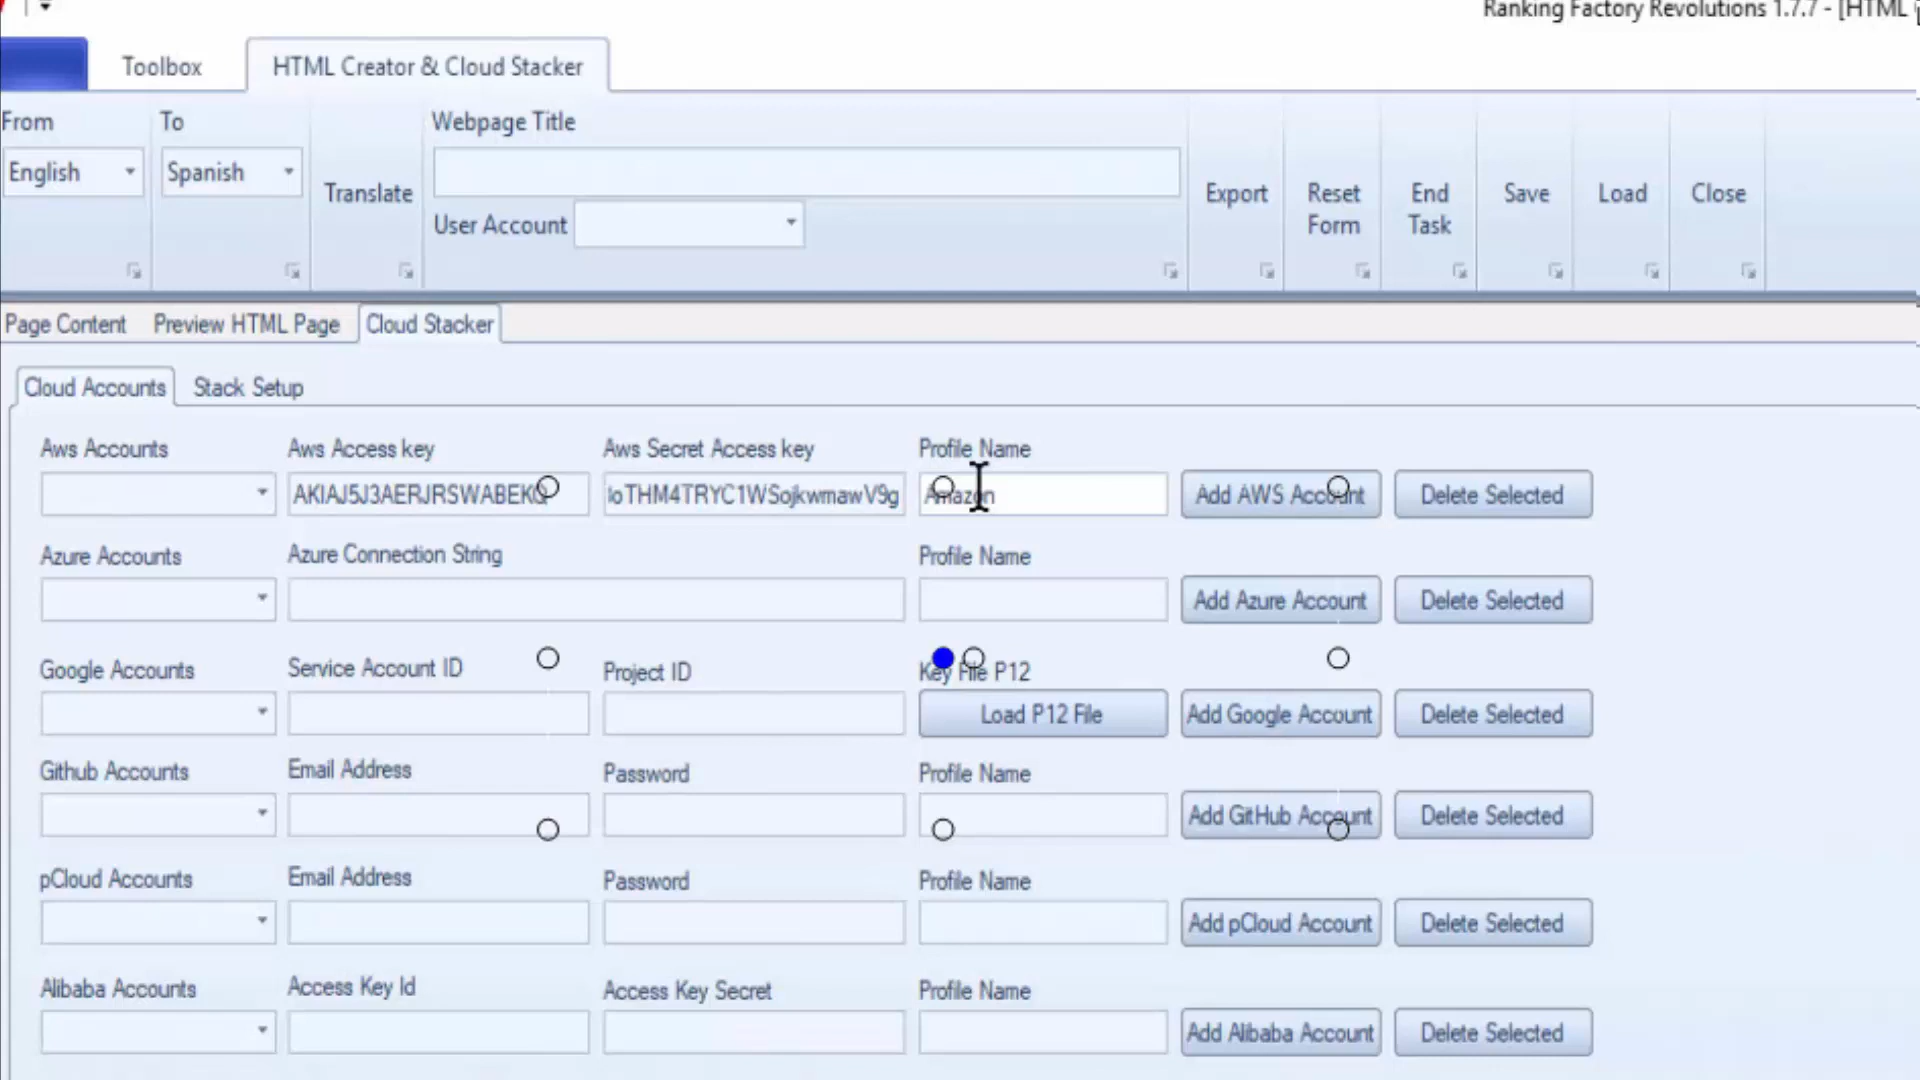 Ranking Factory Revolutions 1.7.7 - [HTML
Toolbox
HTML Creator & Cloud Stacker
From
To
Webpage Title
English
Spanish
Translate
User Account
Export
Reset Form
End Task
Save
Load
Close
Page Content
Preview HTML Page
Cloud Stacker
Cloud Accounts
Stack Setup
Aws Accounts
Aws Access key
Aws Secret Access key
Profile Name
AKIAJ5J3AERJRSWABEKQ
ioTHM4TRYC1WSojkwmawV9g
Amazon
Add AWS Account
Delete Selected
Azure Accounts
Azure Connection String
Profile Name
Add Azure Account
Delete Selected
Google Accounts
Service Account ID
Project ID
Key File P12
Load P12 File
Add Google Account
Delete Selected
Github Accounts
Email Address
Password
Profile Name
Add GitHub Account
Delete Selected
pCloud Accounts
Email Address
Password
Profile Name
Add pCloud Account
Delete Selected
Alibaba Accounts
Access Key Id
Access Key Secret
Profile Name
Add Alibaba Account
Delete Selected